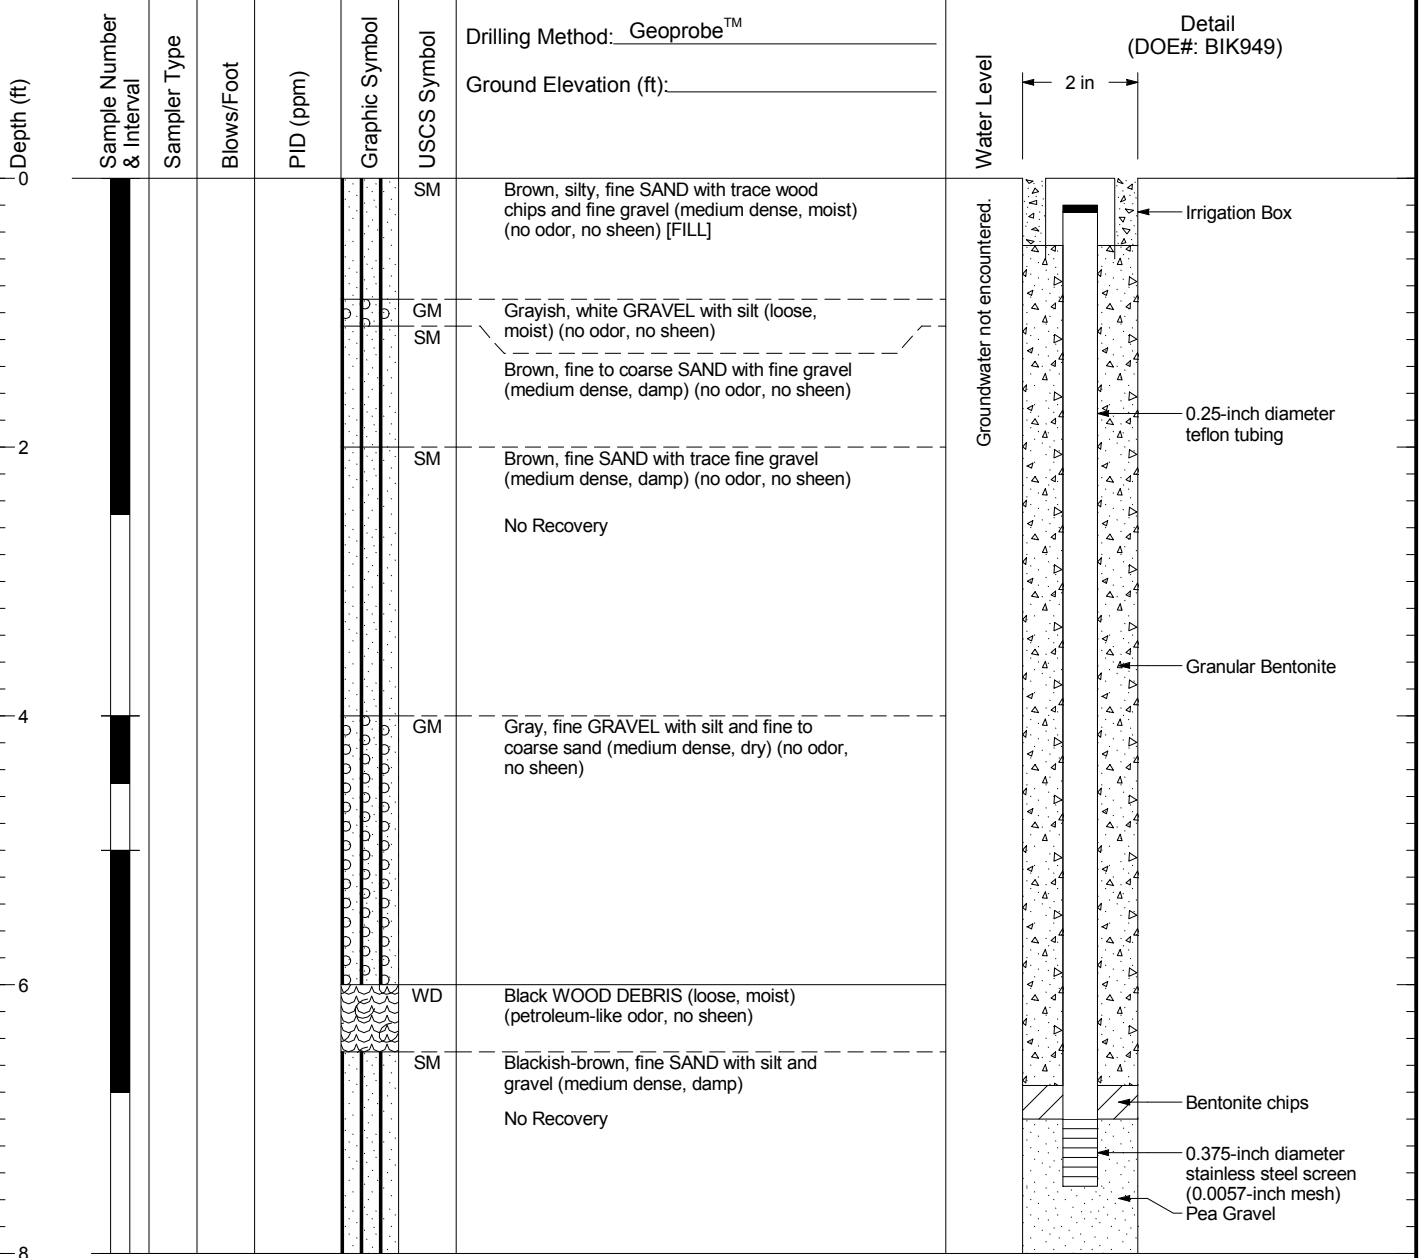 Depth (ft)
Sample Number
& Interval
Sampler Type
Blows/Foot
PID (ppm)
Graphic Symbol
USCS Symbol
Drilling Method: Geoprobe™
Ground Elevation (ft):
Water Level
Detail
(DOE#: BIK949)
2 in
0
SM
Brown, silty, fine SAND with trace wood
chips and fine gravel (medium dense, moist)
(no odor, no sheen) [FILL]
Groundwater not encountered.
Irrigation Box
GM
Grayish, white GRAVEL with silt (loose,
moist) (no odor, no sheen)
SM
Brown, fine to coarse SAND with fine gravel
(medium dense, damp) (no odor, no sheen)
0.25-inch diameter
teflon tubing
2
SM
Brown, fine SAND with trace fine gravel
(medium dense, damp) (no odor, no sheen)
No Recovery
Granular Bentonite
4
GM
Gray, fine GRAVEL with silt and fine to
coarse sand (medium dense, dry) (no odor,
no sheen)
6
WD
Black WOOD DEBRIS (loose, moist)
(petroleum-like odor, no sheen)
SM
Blackish-brown, fine SAND with silt and
gravel (medium dense, damp)
No Recovery
Bentonite chips
0.375-inch diameter
stainless steel screen
(0.0057-inch mesh)
Pea Gravel
8